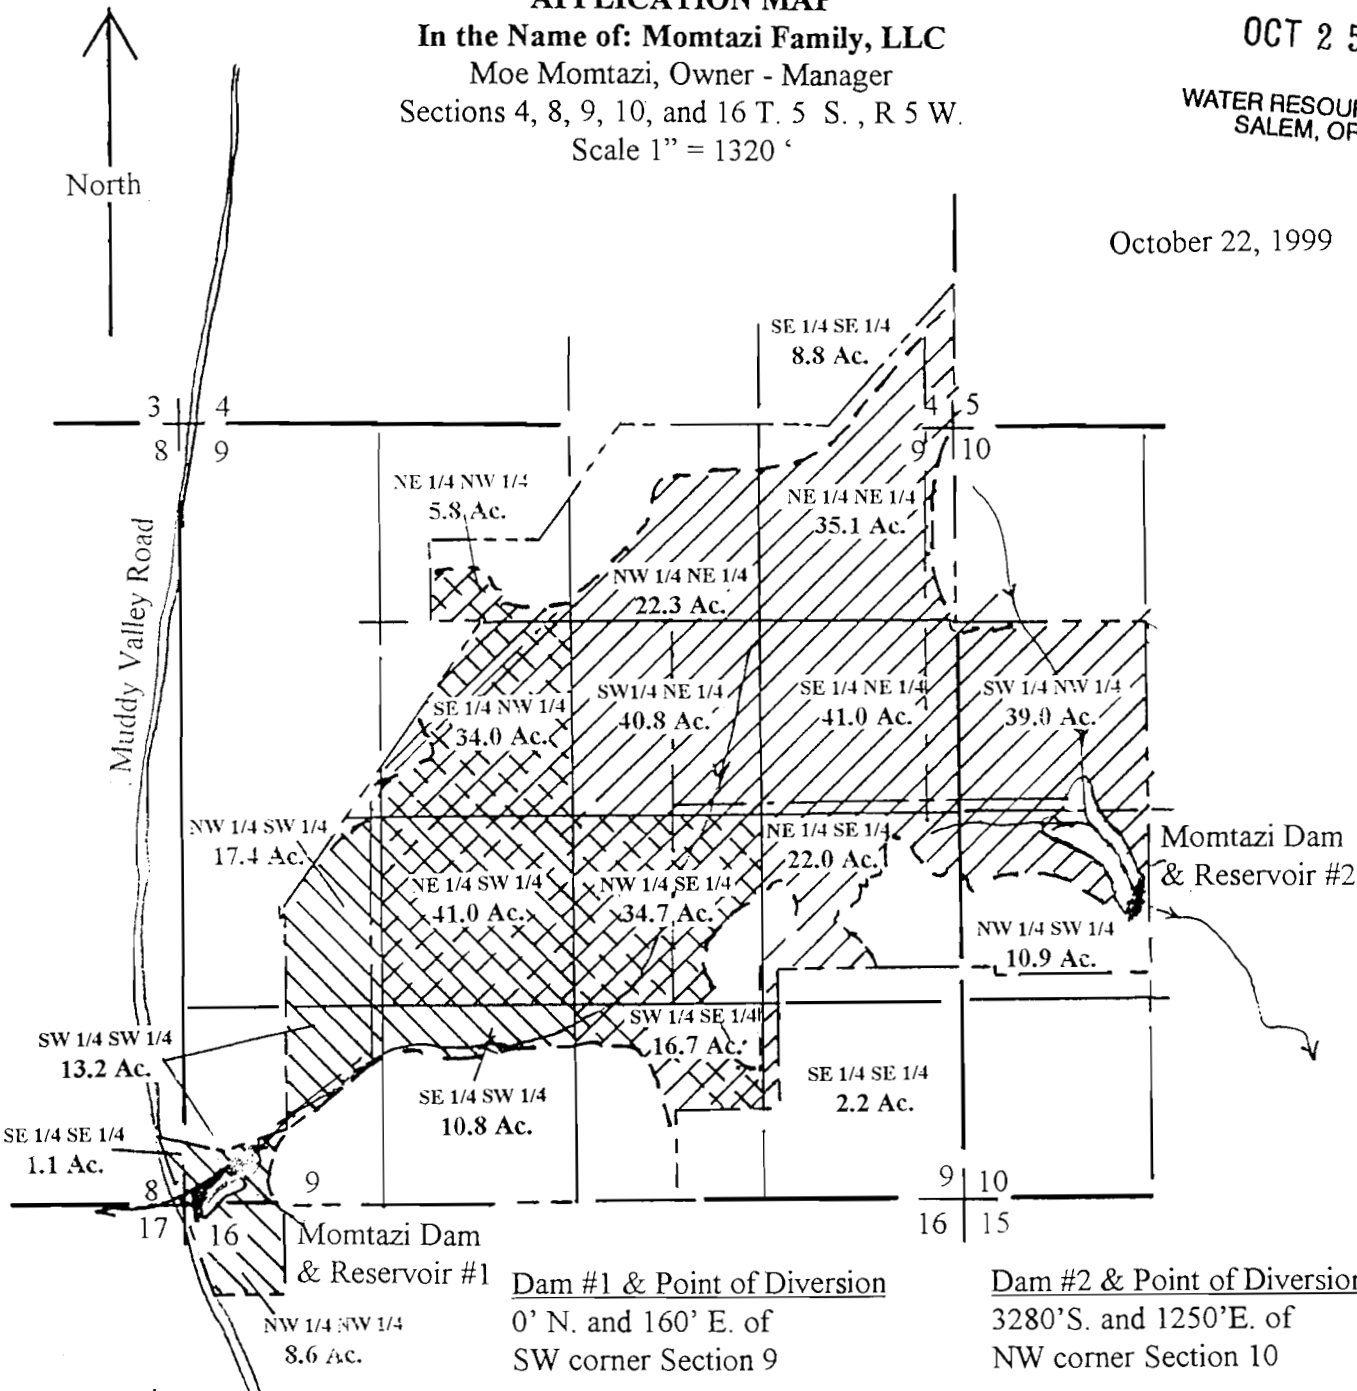 APPLICATION MAP
In the Name of: Momtazi Family, LLC
Moe Momtazi, Owner - Manager
Sections 4, 8, 9, 10, and 16 T. 5 S. , R 5 W.
Scale 1” = 1320 ‘
OCT 2 5
WATER RESOU
SALEM, OR
North
October 22, 1999
SE 1/4 SE 1/4
8.8 Ac.
3 4
8 9
4 5
9 10
NE 1/4 NW 1/4
5.8 Ac.
NE 1/4 NE 1/4
35.1 Ac.
Muddy Valley Road
NW 1/4 NE 1/4
22.3 Ac.
SE 1/4 NW 1/4
34.0 Ac.
SW1/4 NE 1/4
40.8 Ac.
SE 1/4 NE 1/4
41.0 Ac.
SW 1/4 NW 1/4
39.0 Ac.
NW 1/4 SW 1/4
17.4 Ac.
NE 1/4 SW 1/4
41.0 Ac.
NW 1/4 SE 1/4
34.7 Ac.
NE 1/4 SE 1/4
22.0 Ac.
Momtazi Dam
& Reservoir #2
NW 1/4 SW 1/4
10.9 Ac.
SW 1/4 SW 1/4
13.2 Ac.
SW 1/4 SE 1/4
16.7 Ac.
SE 1/4 SW 1/4
10.8 Ac.
SE 1/4 SE 1/4
2.2 Ac.
SE 1/4 SE 1/4
1.1 Ac.
8 9
17 16
9 10
16 15
Momtazi Dam
& Reservoir #1
NW 1/4 NW 1/4
8.6 Ac.
Dam #1 & Point of Diversion
0’ N. and 160’ E. of
SW corner Section 9
Dam #2 & Point of Diversion
3280’S. and 1250’E. of
NW corner Section 10